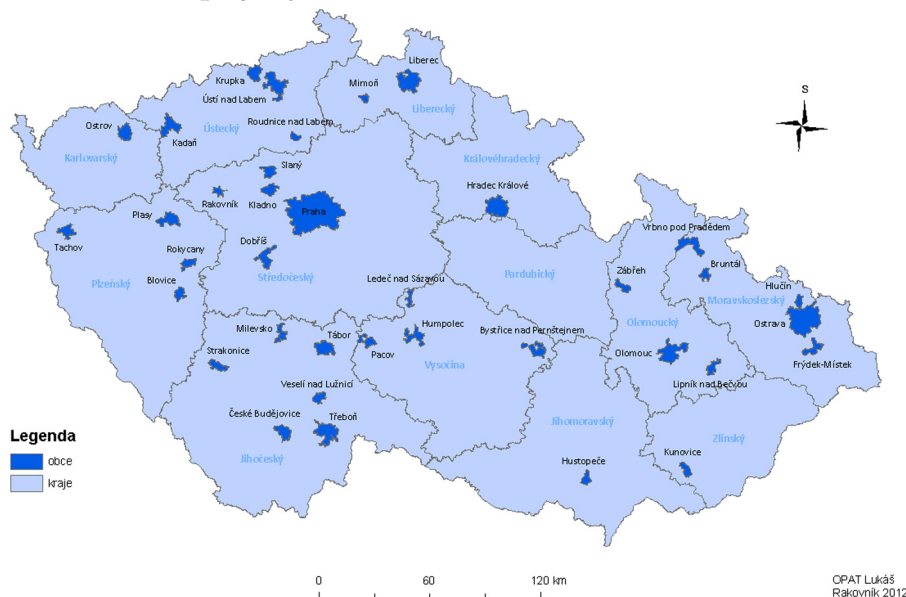 Liberec
Krupka
Mimoň
Ústí nad Labem
Liberecký
S
Ostrov
Ústecký
Roudnice nad Labem
Kadaň
Karlovarský
Královéhradecký
Slaný
Hradec Králové
Rakovník
Kladno
Praha
Plasy
Vrbno pod Pradědem
Tachov
Dobříš
Rokycany
Zábřeh
Bruntál
Plzeňský
Blovice
Středočeský
Ledeč nad Sázavou
Pardubický
Hlučín
Moravskoslezský
Milevsko
Tábor
Humpolec
Bystřice nad Pernštejnem
Olomoucký
Ostrava
Strakonice
Pacov
Vysočina
Olomouc
Frýdek-Místek
Veselí nad Lužnicí
Lipník nad Bečvou
České Budějovice
Třeboň
Jihomoravský
Zlínský
Legenda
obce
kraje
Jihočeský
Hustopeče
Kunovice
0 60 120 km
OPAT Lukáš
Rakovník 2012